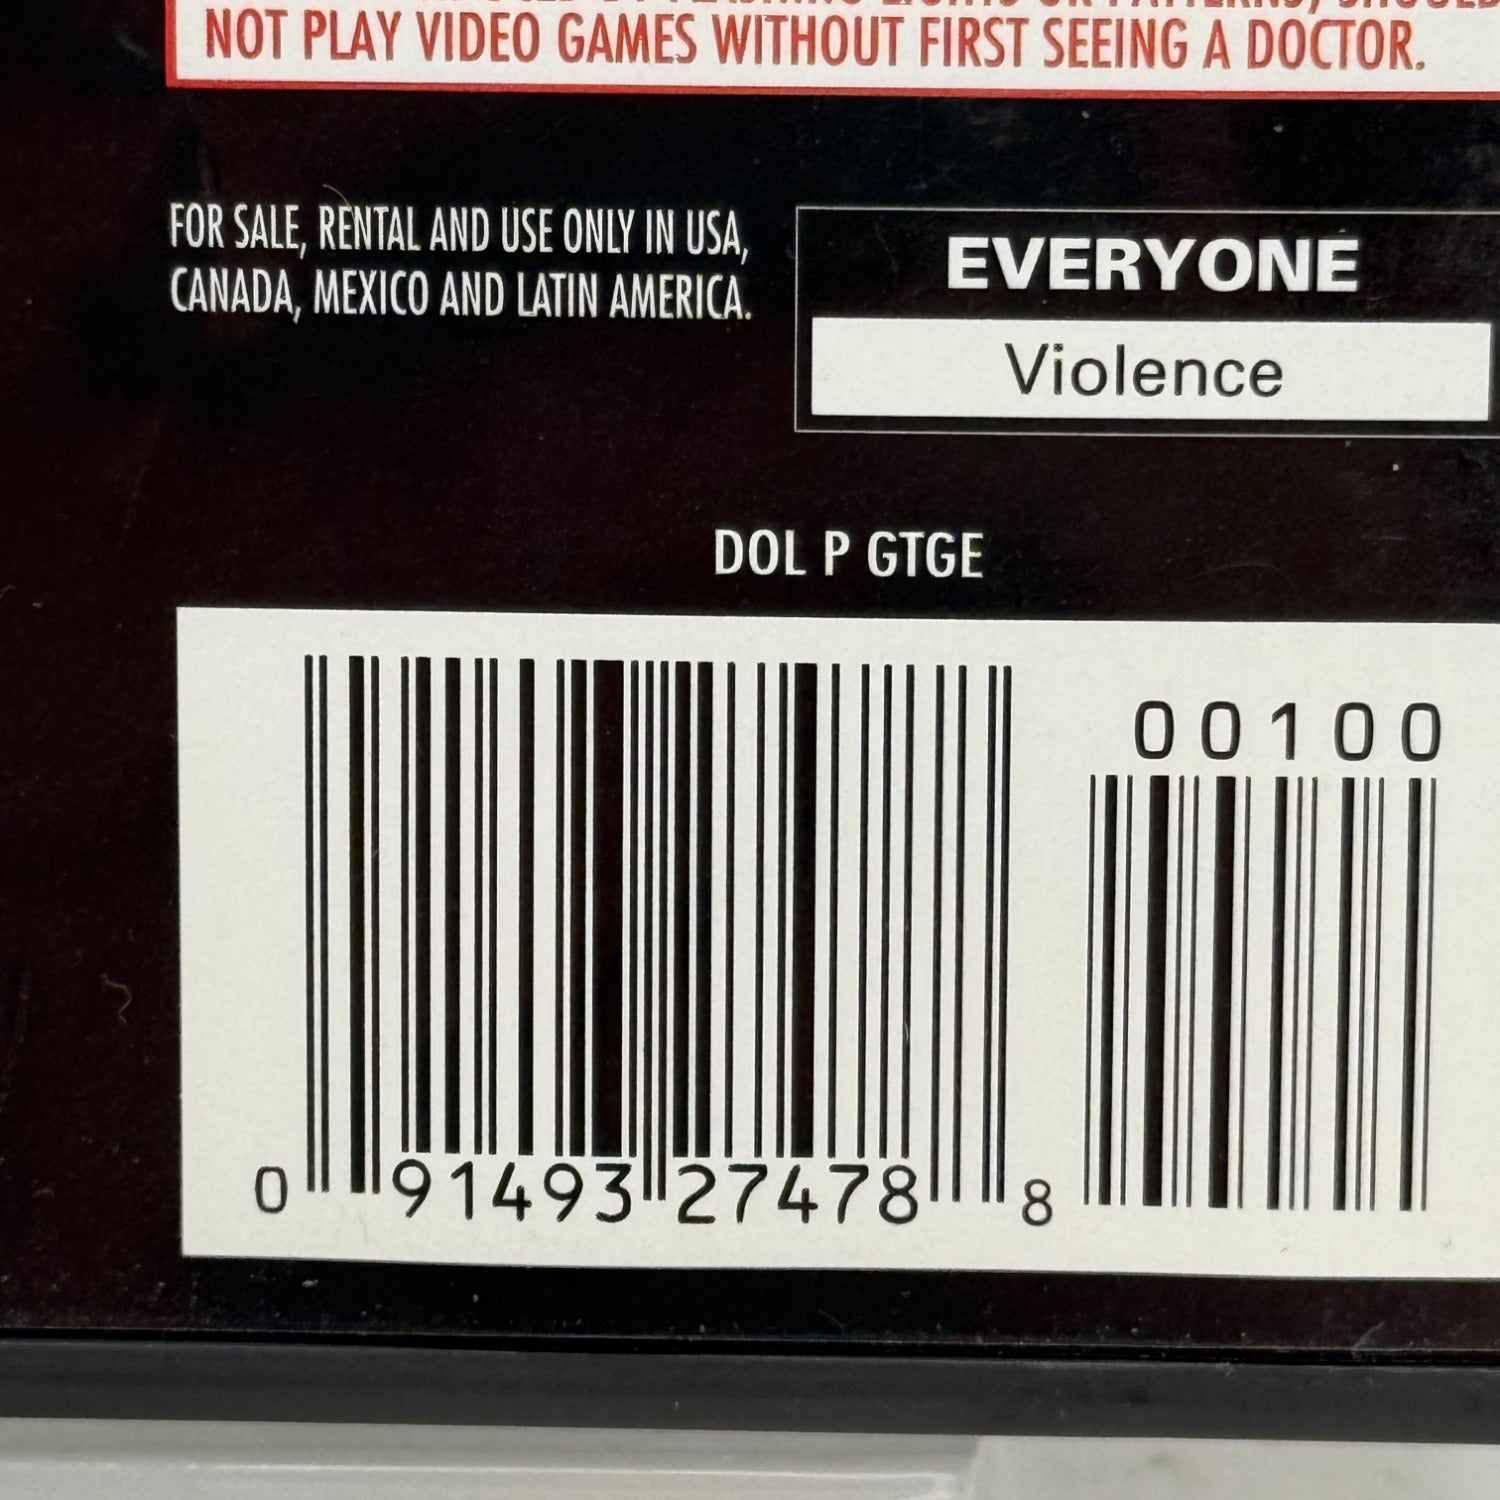 NOT PLAY VIDEO GAMES WITHOUT FIRST SEEING A DOCTOR.
FOR SALE, RENTAL AND USE ONLY IN USA,
CANADA, MEXICO AND LATIN AMERICA.
EVERYONE
Violence
DOL P GTGE
00100
0 91493 27478 8